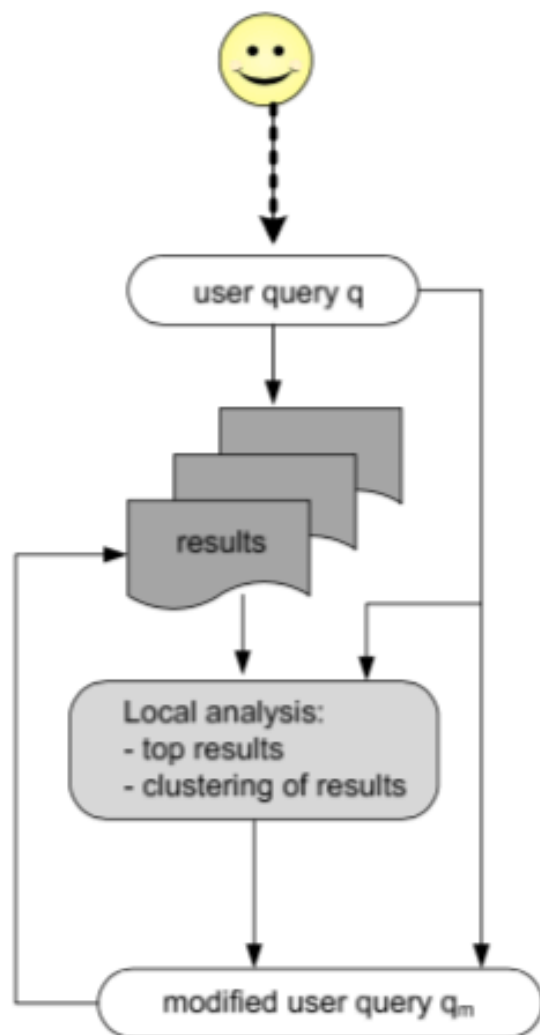 user query q
results
Local analysis:
- top results
- clustering of results
modified user query qm